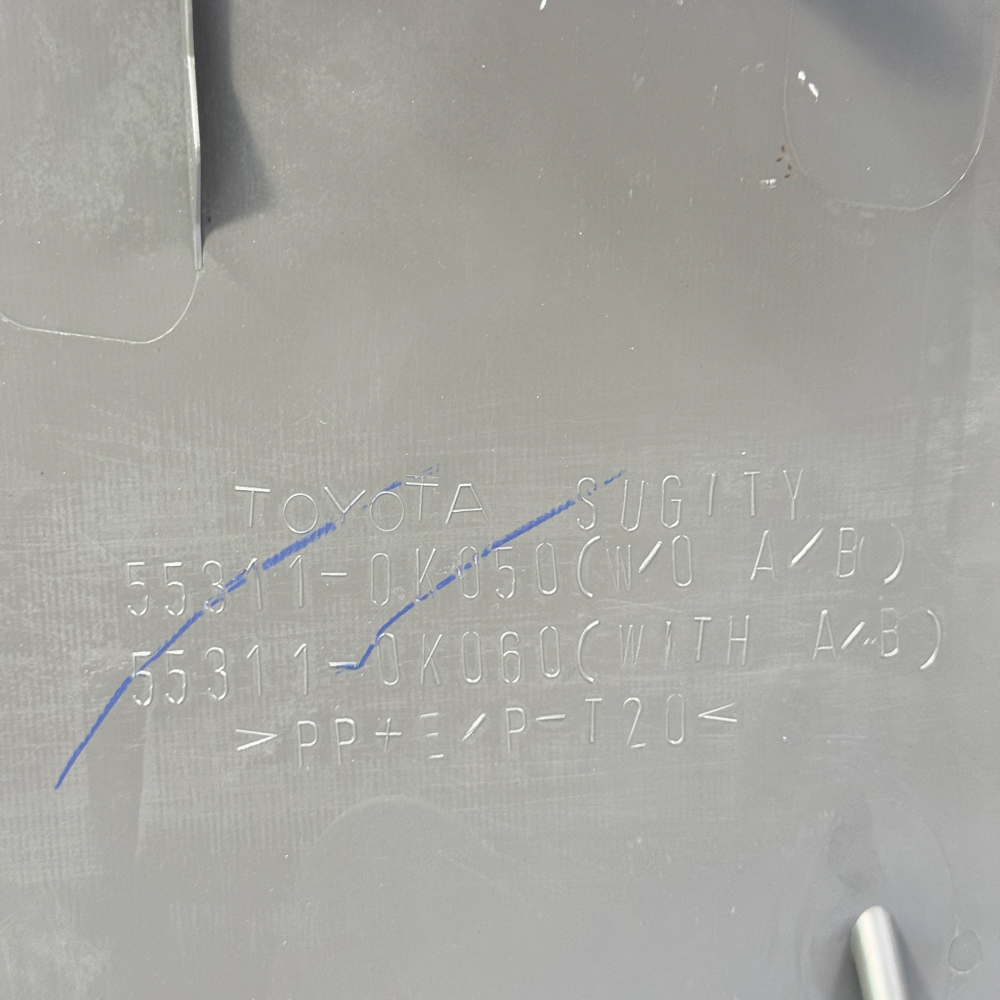 TOYOTA SUGITY
55311-0K050(W/O A/B)
55311-0K060(WITH A/B)
>PP+E/P-T20<